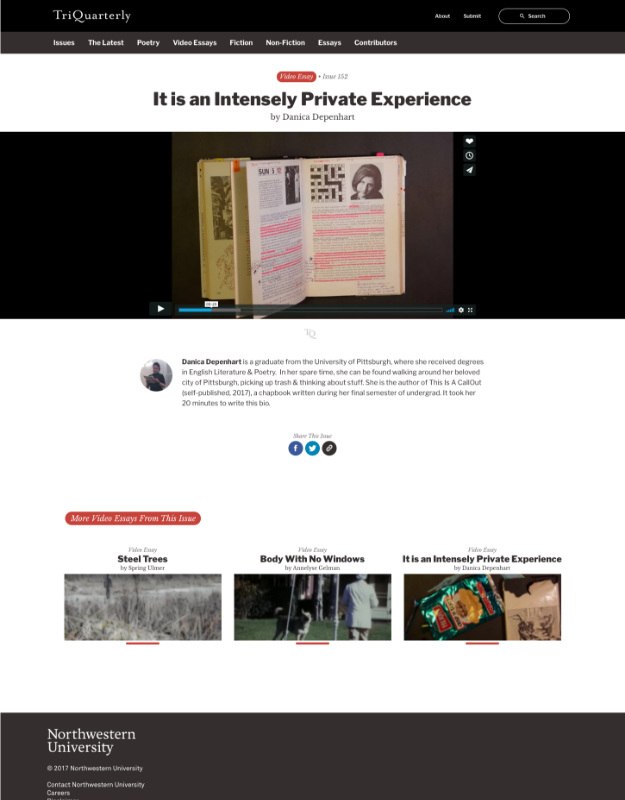 TriQuarterly
About
Submit
Search
Issues
The Latest
Poetry
Video Essays
Fiction
Non-Fiction
Essays
Contributors
Video Essay • Issue 152
It is an Intensely Private Experience
by Danica Depenhart
SUN 1
TQ
Danica Depenhart is a graduate from the University of Pittsburgh, where she received degrees
in English Literature & Poetry. In her spare time, she can be found walking around her beloved
city of Pittsburgh, picking up trash & thinking about stuff. She is the author of This Is A CallOut
(self-published, 2017), a chapbook written during her final semester of undergrad. It took her
20 minutes to write this bio.
Share This Issue
More Video Essays From This Issue
Video Essay
Steel Trees
by Spring Ulmer
Video Essay
Body With No Windows
by Annelyse Gelman
Video Essay
It is an Intensely Private Experience
by Danica Depenhart
Northwestern
University
© 2017 Northwestern University
Contact Northwestern University
Careers
Disclaimer